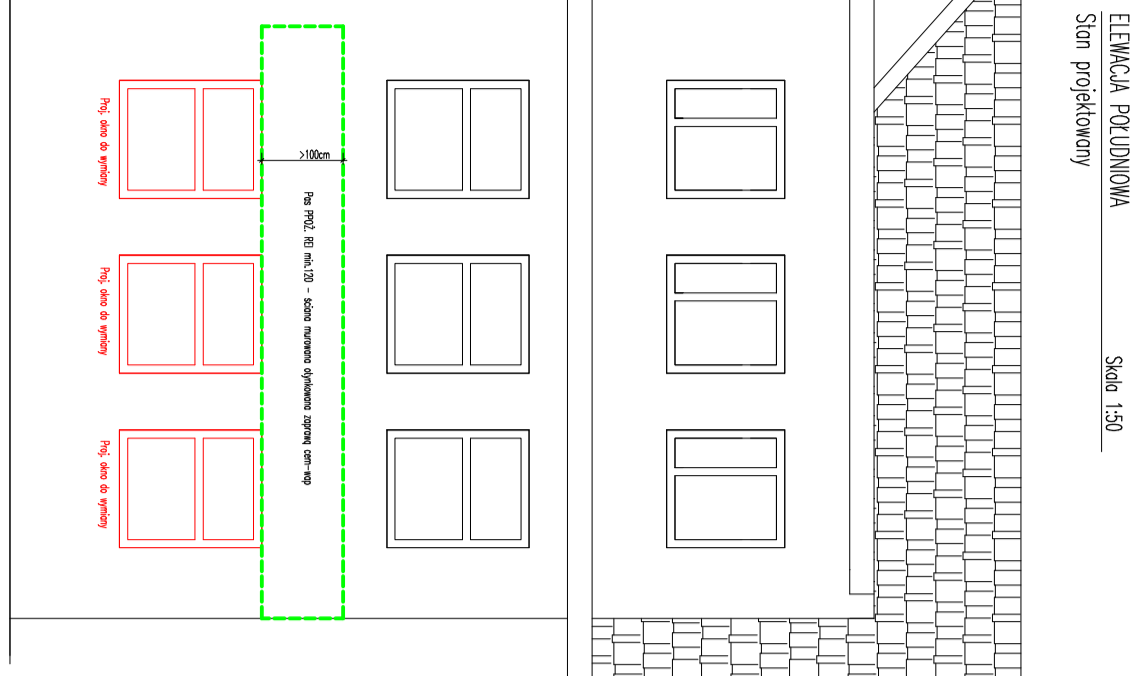 ELEWACJA POŁUDNIOWA
Skala 1:50
Stan projektowany
Pas PPOŻ. REI min.120 - ściana murowana otynkowana zaprawą cem-wap
>100cm
Proj. okno do wymiany
Proj. okno do wymiany
Proj. okno do wymiany